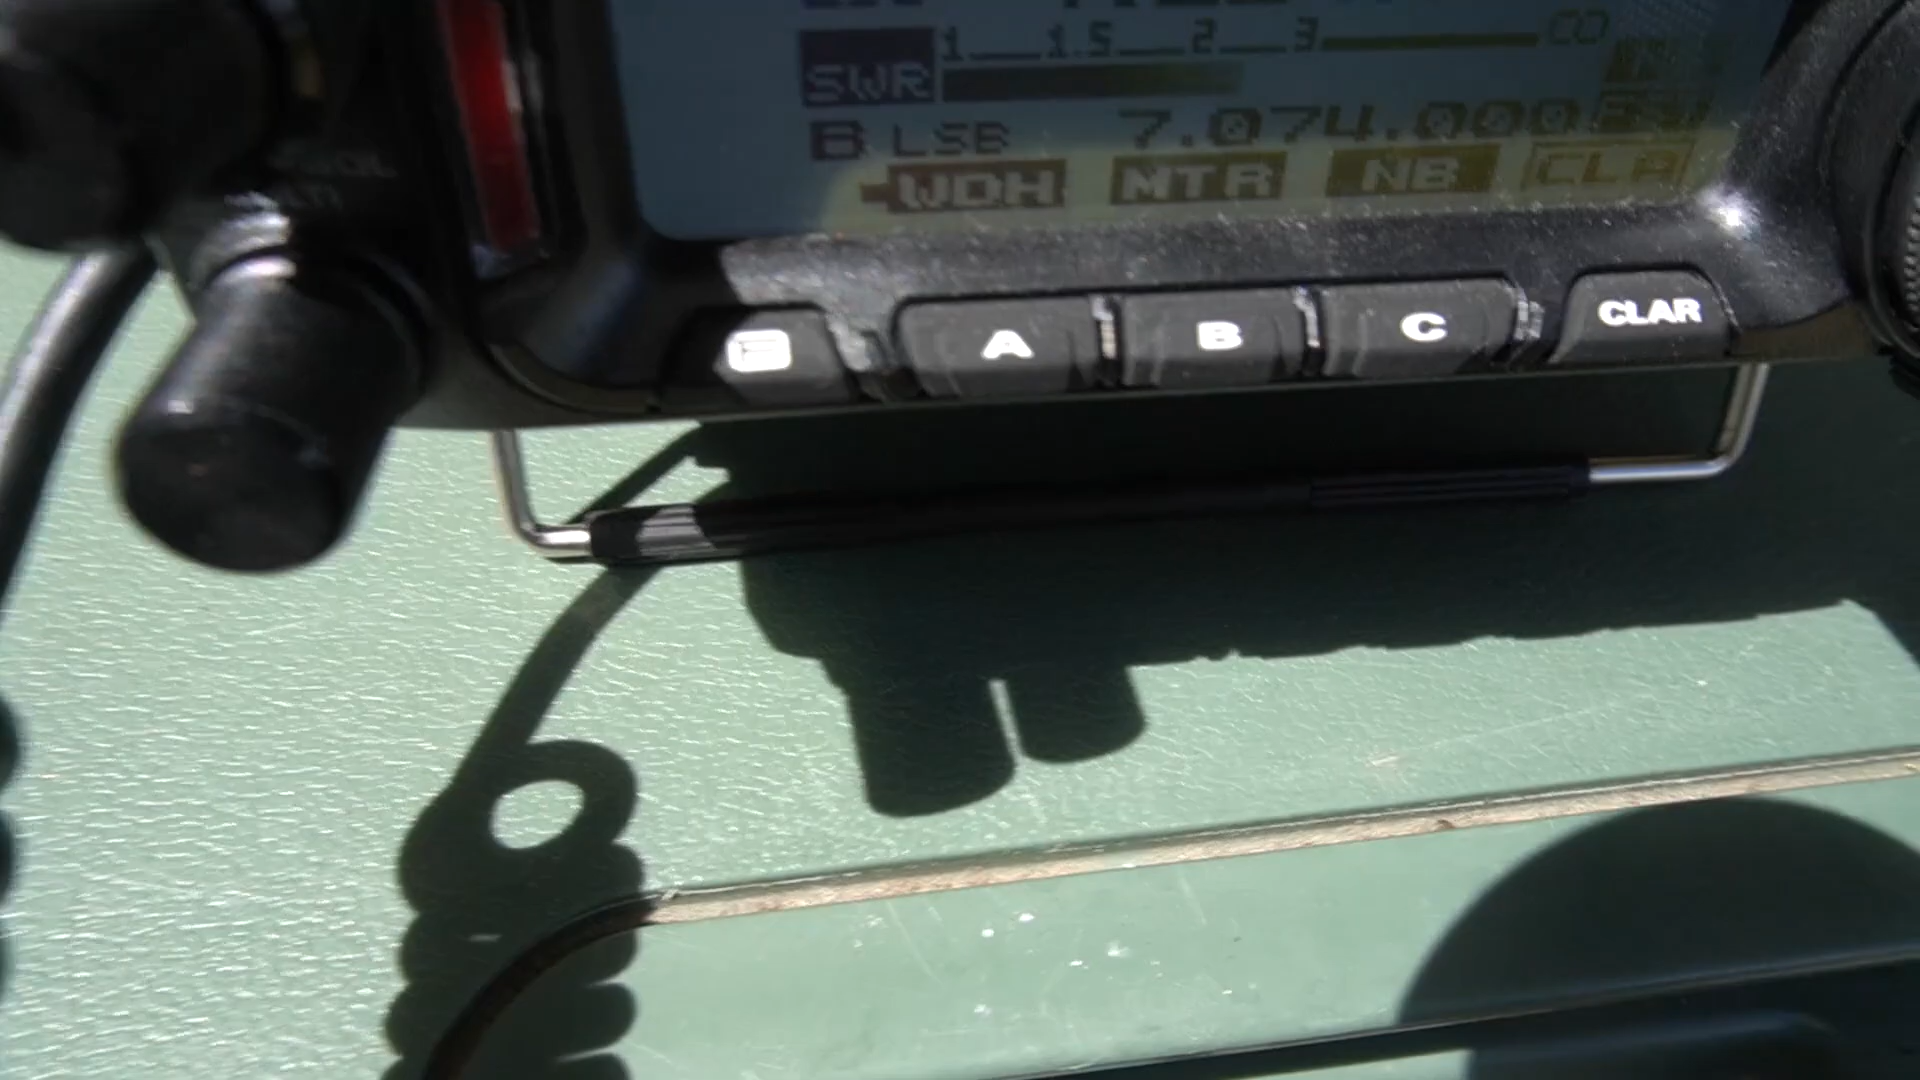 1 1.5 2 3 ∞
SWR
B LSB 7.074.000
WDH MTR NB CLA
F A B C CLAR